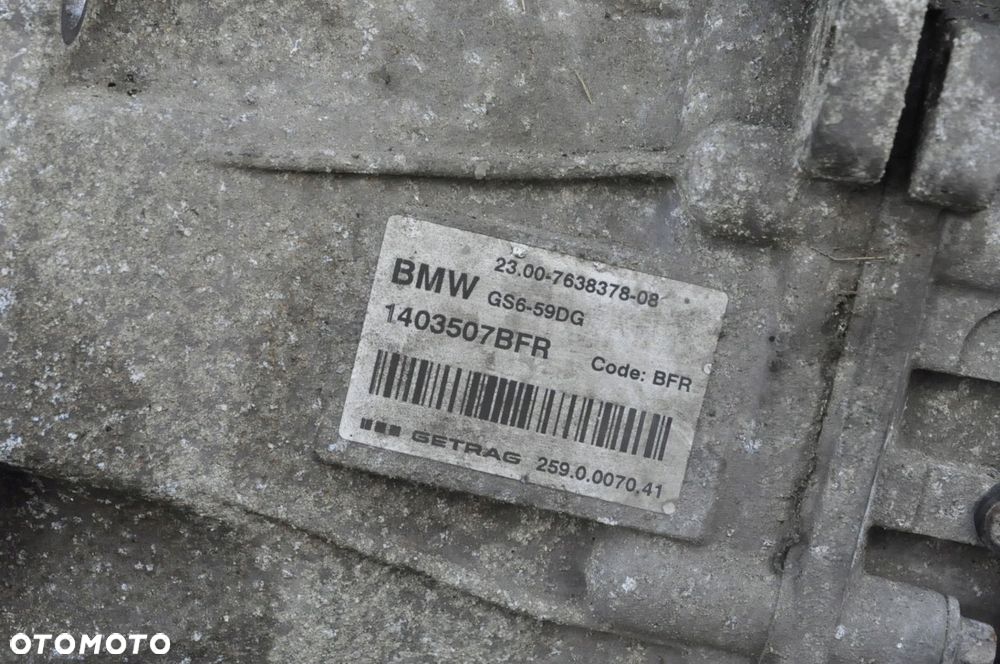 23.00-7638378-08
BMW GS6-59DG
1403507BFR
Code: BFR
GETRAG 259.0.0070.41
OTOMOTO